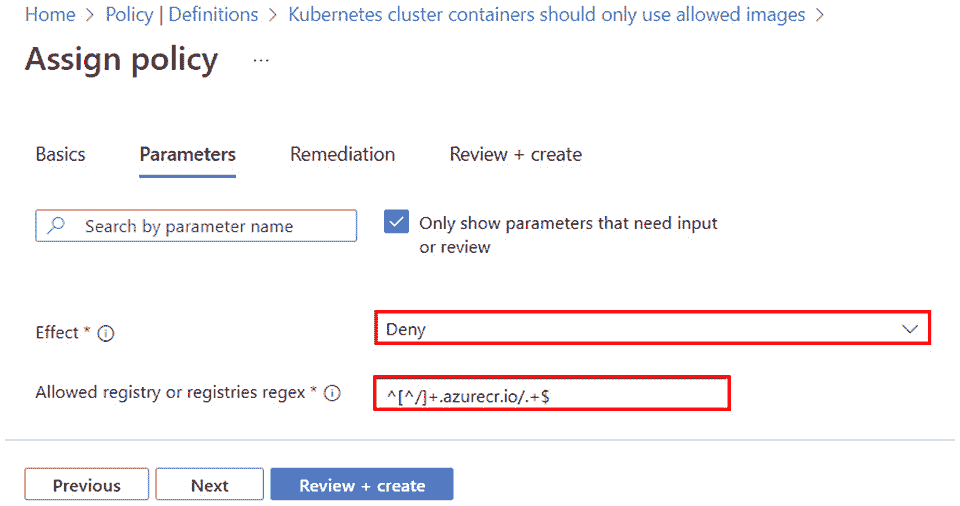 Home > Policy | Definitions > Kubernetes cluster containers should only use allowed images >
Assign policy ...
Basics Parameters Remediation Review + create
Search by parameter name
Only show parameters that need input
or review
Effect *
Deny
Allowed registry or registries regex *
^[^/]+.azurecr.io/.+$
Previous Next Review + create